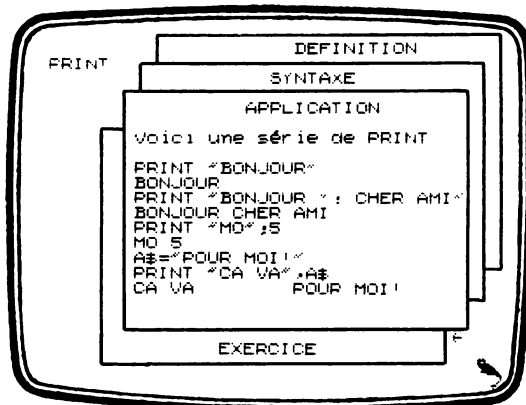 PRINT
DEFINITION
SYNTAXE
APPLICATION
Voici une série de PRINT
PRINT "BONJOUR"
BONJOUR
PRINT "BONJOUR "; CHER AMI"
BONJOUR CHER AMI
PRINT "MO";5
MO 5
A$="POUR MOI!"
PRINT "CA VA",A$
CA VA POUR MOI!
EXERCICE